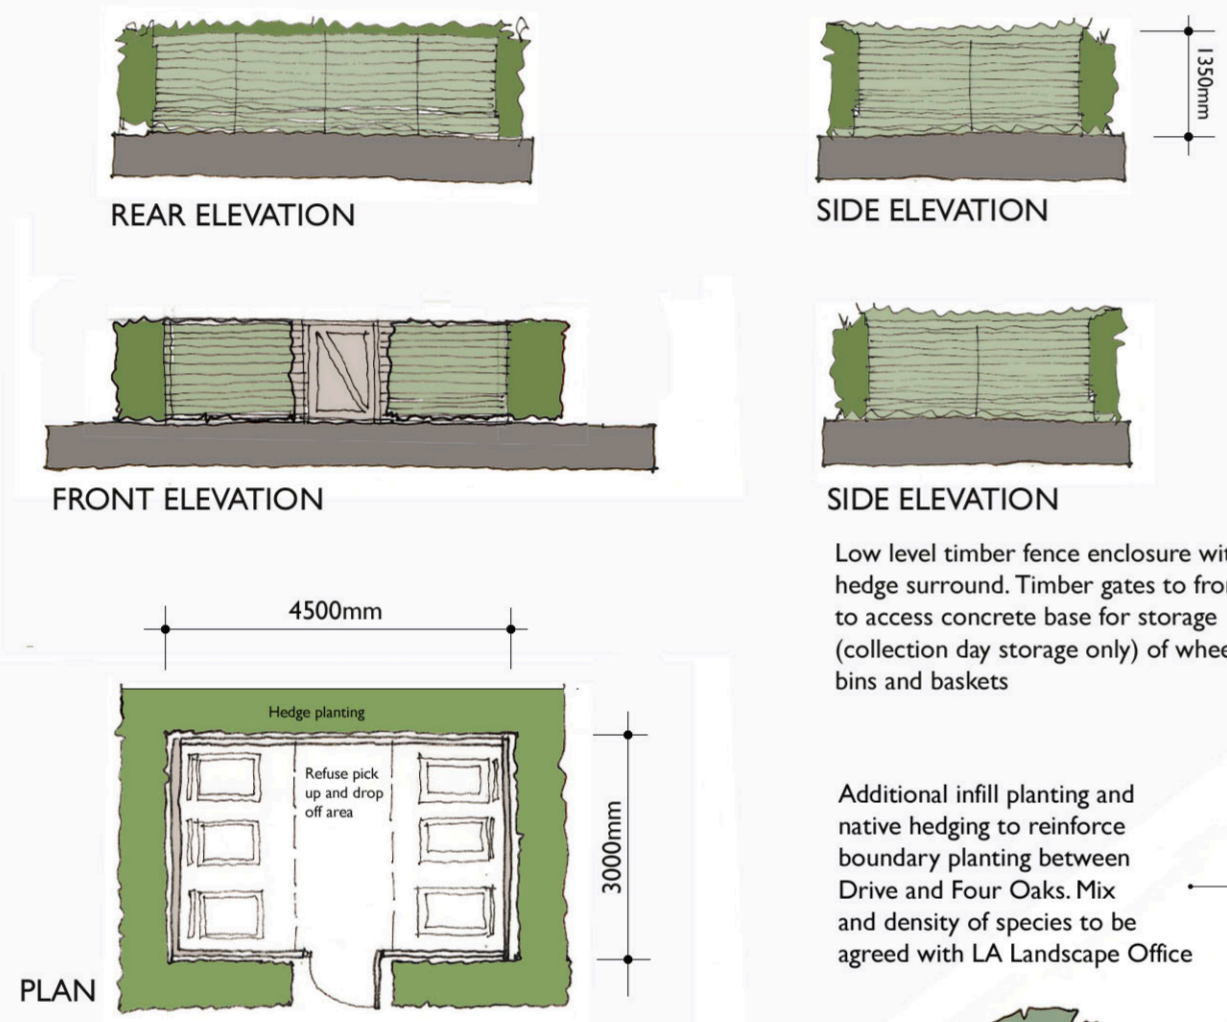 REAR ELEVATION
SIDE ELEVATION
1350mm
FRONT ELEVATION
SIDE ELEVATION
Low level timber fence enclosure
hedge surround. Timber gates to
to access concrete base for storage
(collection day storage only) of
bins and baskets
4500mm
Hedge planting
Refuse pick
up and drop
off area
3000mm
PLAN
Additional infill planting and
native hedging to reinforce
boundary planting between
Drive and Four Oaks. Mix
and density of species to be
agreed with LA Landscape Office